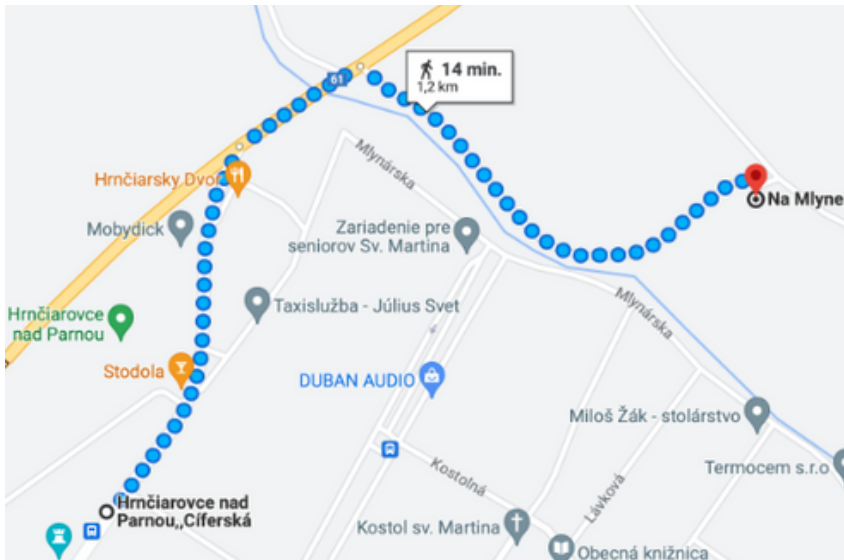 61
14 min.
1,2 km
Mlynárska
Hrnčiarsky Dvor
Na Mlyne
Mobydick
Zariadenie pre
seniorov Sv. Martina
Mlynárska
Hrnčiarovce
nad Parnou
Taxislužba - Július Svet
Stodola
DUBAN AUDIO
Miloš Žák - stolárstvo
Kostolná
Termocem s.r.o
Lávková
Hrnčiarovce nad
Parnou,,Cíferská
Kostol sv. Martina
Obecná knižnica